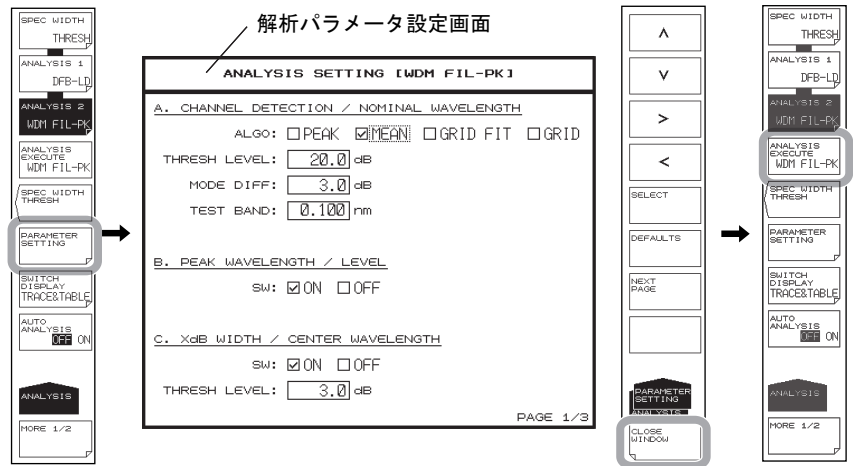 解析パラメータ設定画面
SPEC WIDTH
THRESH
ANALYSIS 1
DFB-LD
ANALYSIS 2
WDM FIL-PK
ANALYSIS
EXECUTE
WDM FIL-PK
SPEC WIDTH
THRESH
PARAMETER
SETTING
SWITCH
DISPLAY
TRACE&TABLE
AUTO
ANALYSIS
OFF ON
ANALYSIS
MORE 1/2
ANALYSIS SETTING [WDM FIL-PK]
A. CHANNEL DETECTION / NOMINAL WAVELENGTH
ALGO: □PEAK ☑MEAN □GRID FIT □GRID
THRESH LEVEL: 20.0 dB
MODE DIFF: 3.0 dB
TEST BAND: 0.100 nm
B. PEAK WAVELENGTH / LEVEL
SW: ☑ON □OFF
C. XdB WIDTH / CENTER WAVELENGTH
SW: ☑ON □OFF
THRESH LEVEL: 3.0 dB
PAGE 1/3
∧
∨
>
<
SELECT
DEFAULTS
NEXT
PAGE
PARAMETER
SETTING
ANALYSIS
CLOSE
WINDOW
SPEC WIDTH
THRESH
ANALYSIS 1
DFB-LD
ANALYSIS 2
WDM FIL-PK
ANALYSIS
EXECUTE
WDM FIL-PK
SPEC WIDTH
THRESH
PARAMETER
SETTING
SWITCH
DISPLAY
TRACE&TABLE
AUTO
ANALYSIS
OFF ON
ANALYSIS
MORE 1/2